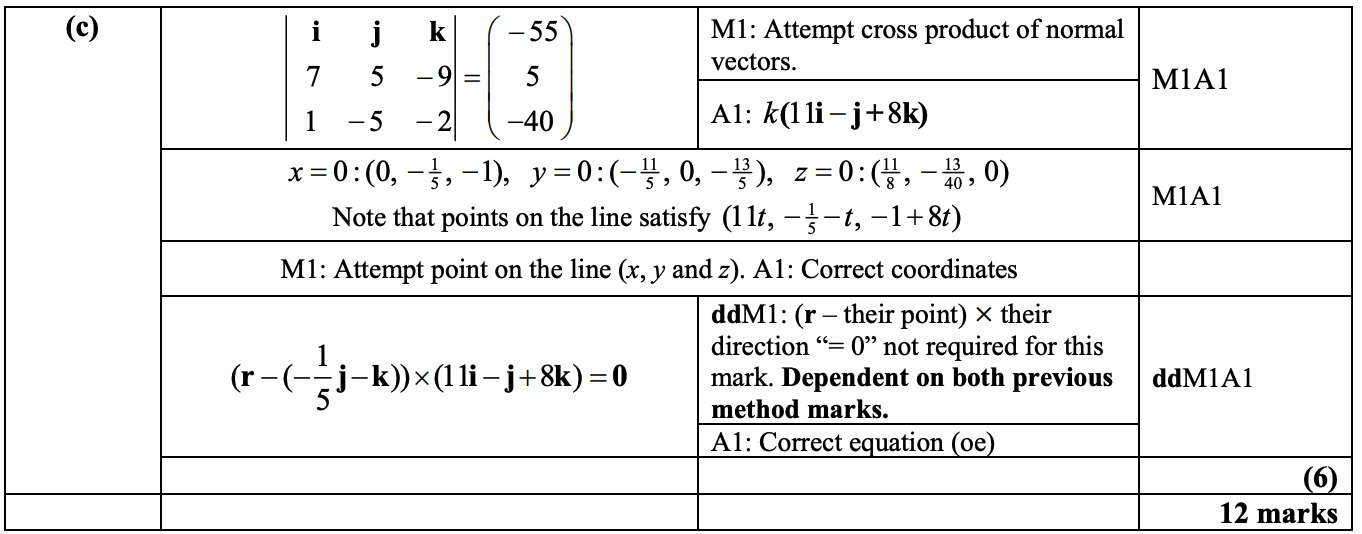 (c)
| i j k |
| 7 5 −9 | = ( −55 5 −40 )
| 1 −5 −2 |
M1: Attempt cross product of normal
vectors.
A1: k(11i − j + 8k)
M1A1
x = 0 : (0, −1/5, −1), y = 0 : (−11/5, 0, −13/5), z = 0 : (11/8, −13/40, 0)
Note that points on the line satisfy (11t, −1/5 − t, −1 + 8t)
M1A1
M1: Attempt point on the line (x, y and z). A1: Correct coordinates
(r − (−1/5 j − k)) × (11i − j + 8k) = 0
ddM1: (r – their point) × their
direction “= 0” not required for this
mark. Dependent on both previous
method marks.
A1: Correct equation (oe)
ddM1A1
(6)
12 marks